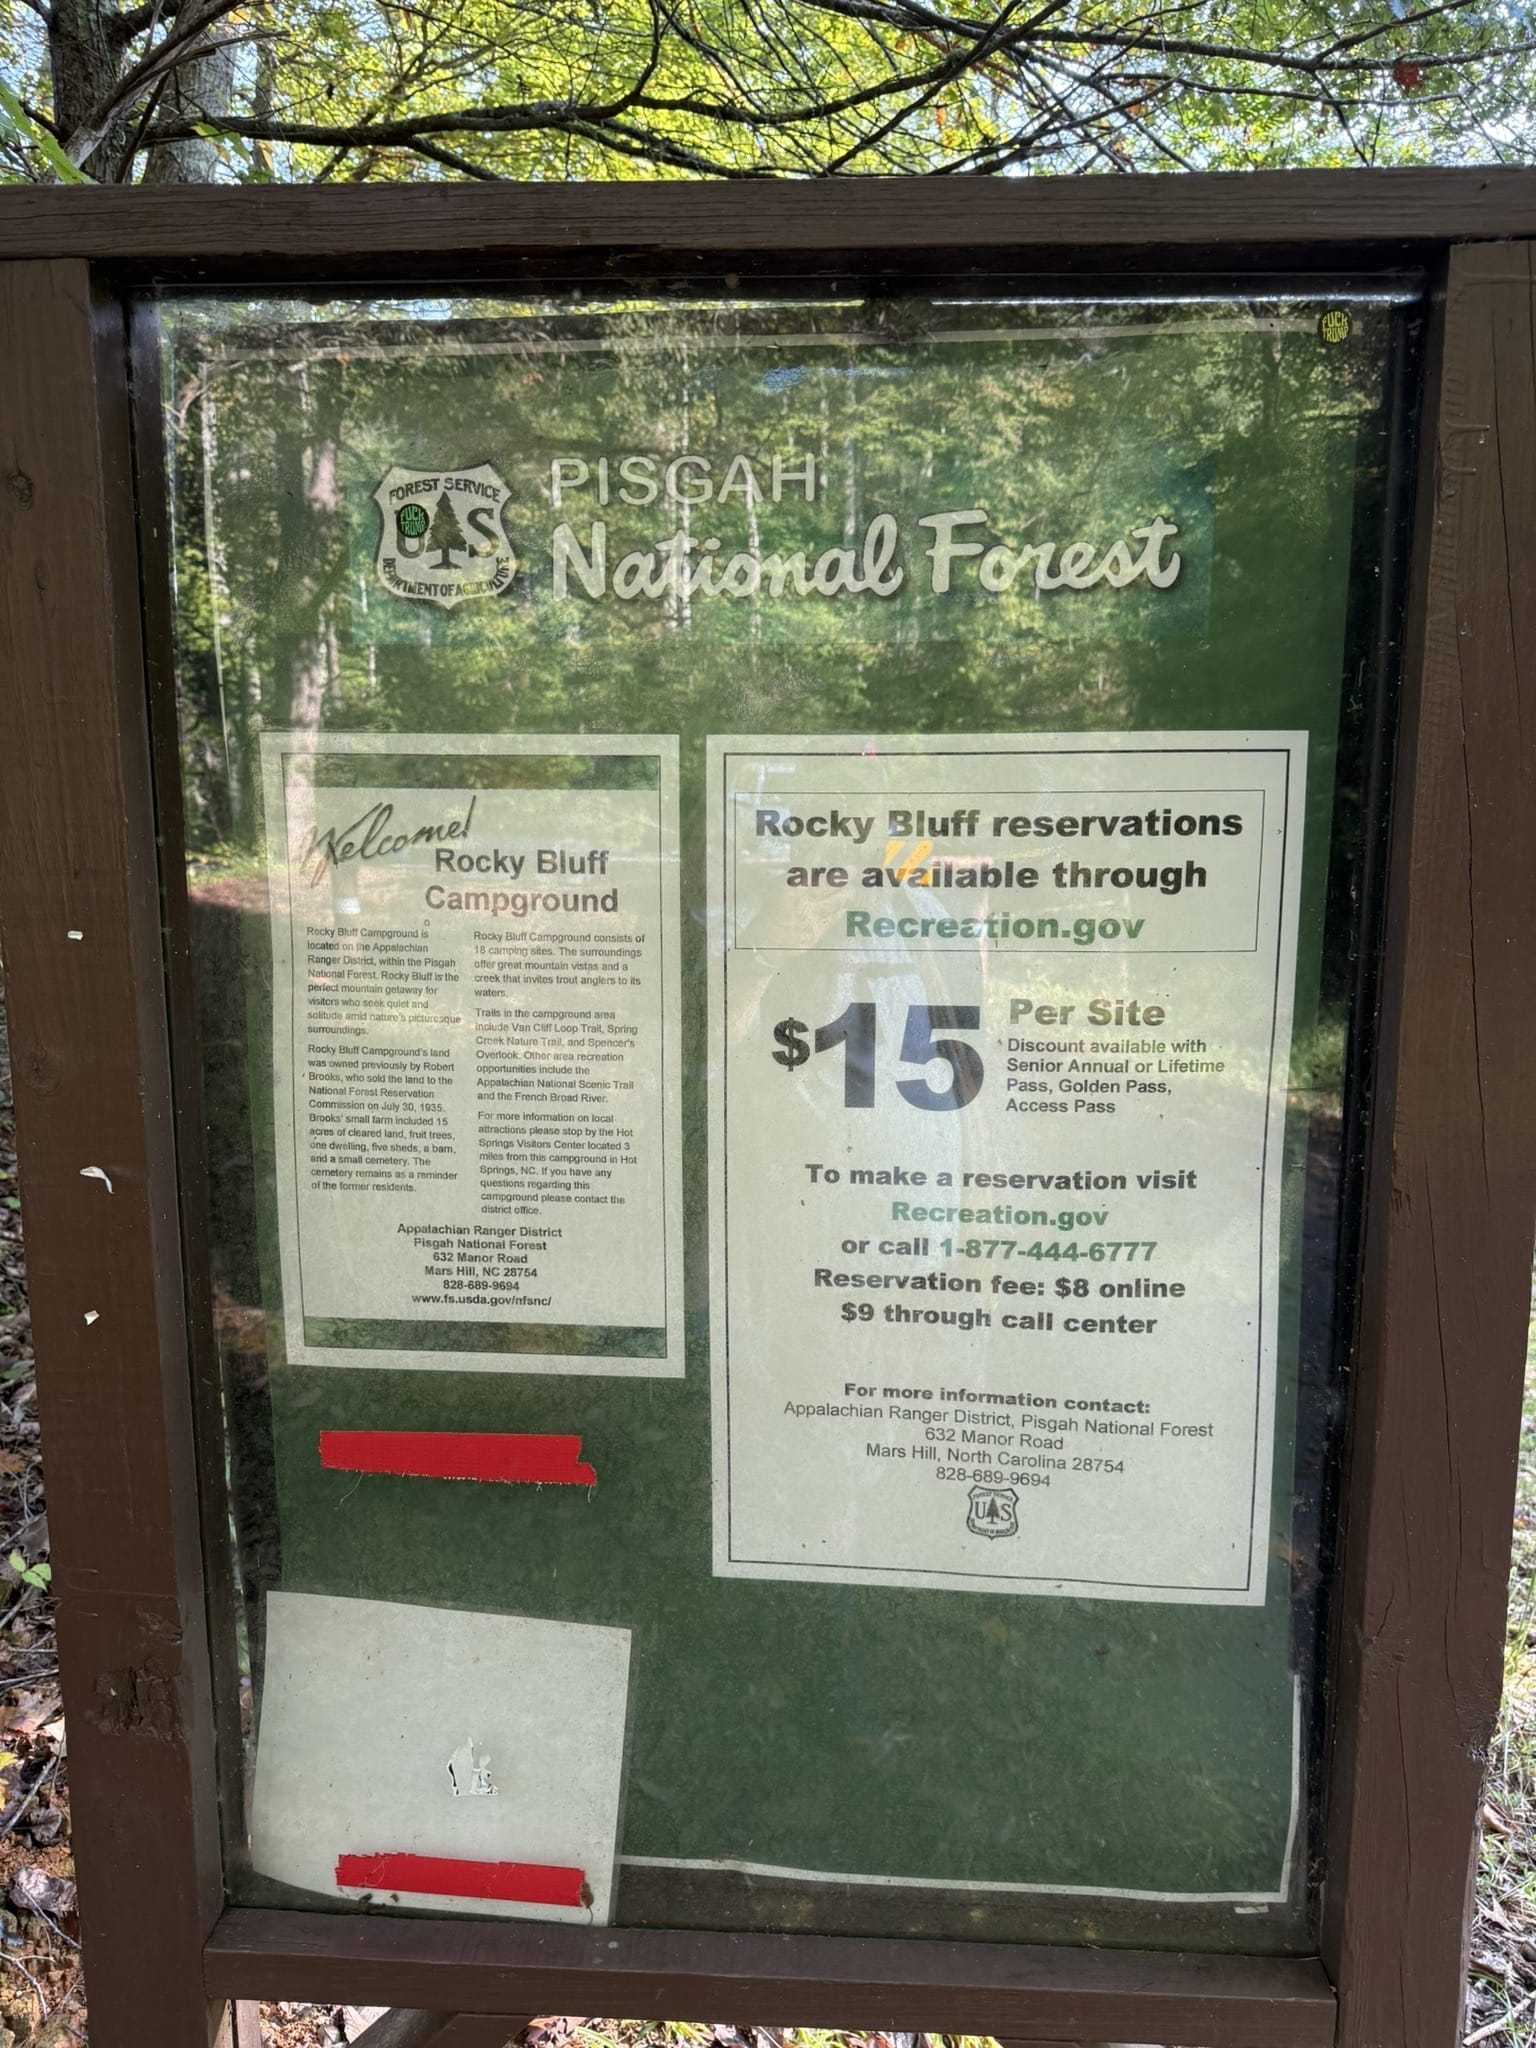 FUCK
TRUMP
FOREST SERVICE
FUCK
TRUMP
U S
DEPARTMENT OF AGRICULTURE
PISGAH
National Forest
Welcome!
Rocky Bluff
Campground
Rocky Bluff Campground is
located on the Appalachian
Ranger District, within the Pisgah
National Forest. Rocky Bluff is the
perfect mountain getaway for
visitors who seek quiet and
solitude amid nature's picturesque
surroundings.
Rocky Bluff Campground's land
was owned previously by Robert
Brooks, who sold the land to the
National Forest Reservation
Commission on July 30, 1935.
Brooks' small farm included 15
acres of cleared land, fruit trees,
one dwelling, five sheds, a barn,
and a small cemetery. The
cemetery remains as a reminder
of the former residents.
Rocky Bluff Campground consists of
18 camping sites. The surroundings
offer great mountain vistas and a
creek that invites trout anglers to its
waters.
Trails in the campground area
include Van Cliff Loop Trail, Spring
Creek Nature Trail, and Spencer's
Overlook. Other area recreation
opportunities include the
Appalachian National Scenic Trail
and the French Broad River.
For more information on local
attractions please stop by the Hot
Springs Visitors Center located 3
miles from this campground in Hot
Springs, NC. If you have any
questions regarding this
campground please contact the
district office.
Appalachian Ranger District
Pisgah National Forest
632 Manor Road
Mars Hill, NC 28754
828-689-9694
www.fs.usda.gov/nfsnc/
Rocky Bluff reservations
are available through
Recreation.gov
$15
Per Site
Discount available with
Senior Annual or Lifetime
Pass, Golden Pass,
Access Pass
To make a reservation visit
Recreation.gov
or call 1-877-444-6777
Reservation fee: $8 online
$9 through call center
For more information contact:
Appalachian Ranger District, Pisgah National Forest
632 Manor Road
Mars Hill, North Carolina 28754
828-689-9694
FOREST SERVICE
U S
DEPARTMENT OF AGRICULTURE